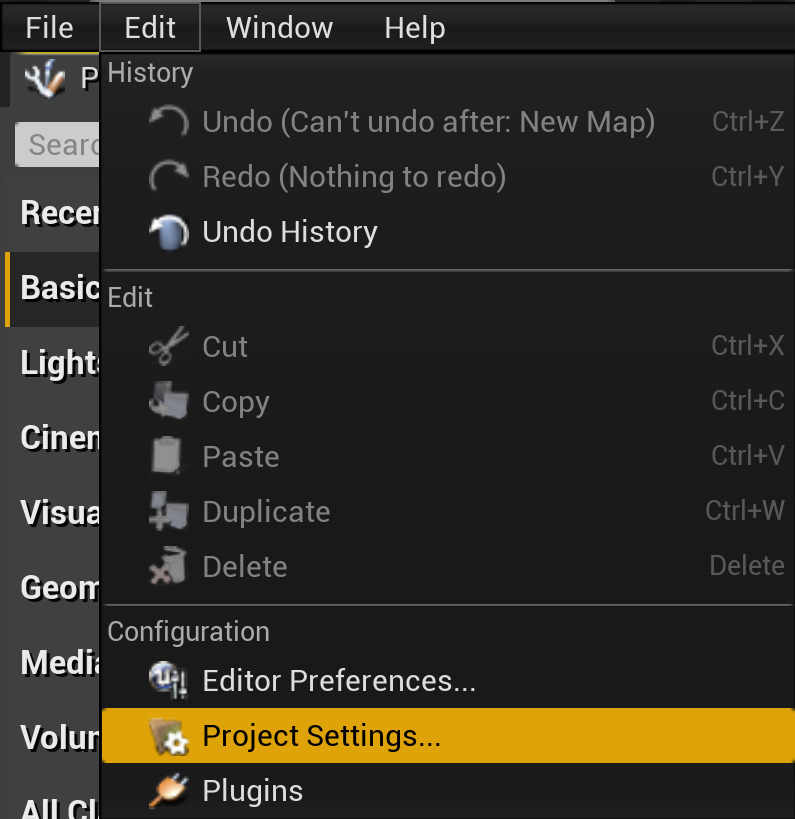 File Edit Window Help
P
History
Undo (Can't undo after: New Map) Ctrl+Z
Searc
Redo (Nothing to redo) Ctrl+Y
Recen
Undo History
Basic
Edit
Lights
Cut Ctrl+X
Copy Ctrl+C
Cinem
Paste Ctrl+V
Visua
Duplicate Ctrl+W
Geom
Delete Delete
Configuration
Media
Editor Preferences...
Volum
Project Settings...
Plugins
All Cl